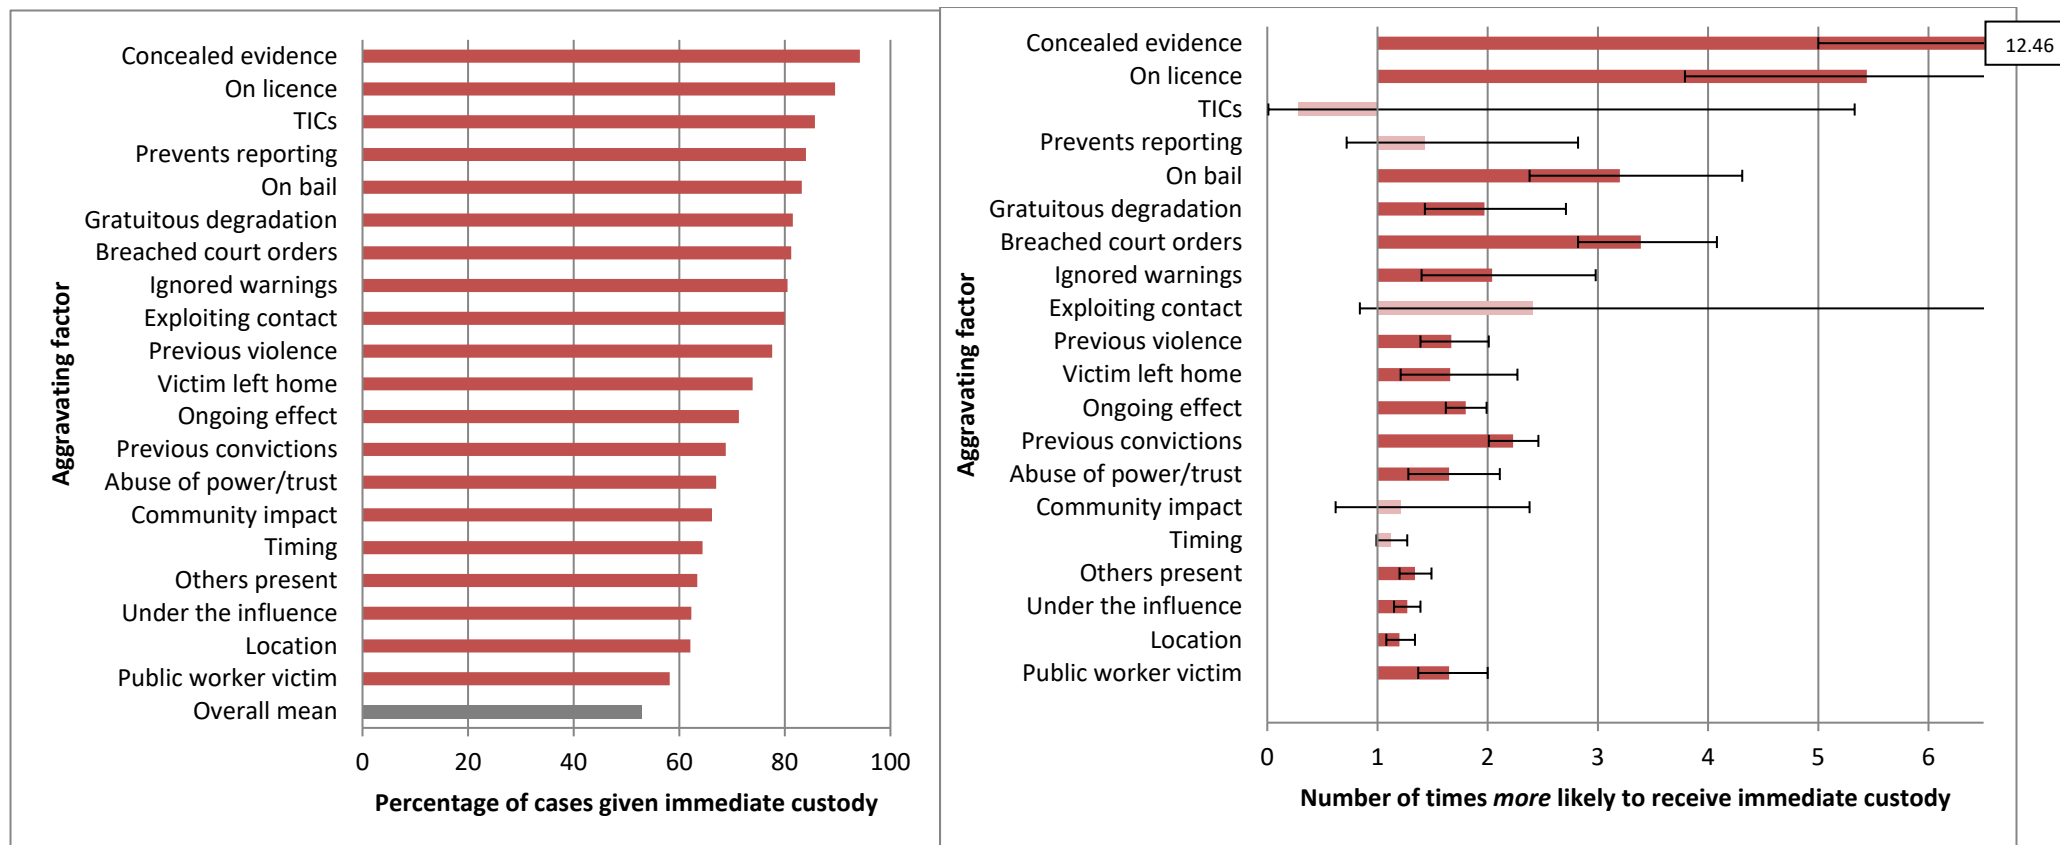 Aggravating factor
Concealed evidence
On licence
TICs
Prevents reporting
On bail
Gratuitous degradation
Breached court orders
Ignored warnings
Exploiting contact
Previous violence
Victim left home
Ongoing effect
Previous convictions
Abuse of power/trust
Community impact
Timing
Others present
Under the influence
Location
Public worker victim
Overall mean
0 20 40 60 80 100
Percentage of cases given immediate custody
Aggravating factor
Concealed evidence
12.46
On licence
TICs
Prevents reporting
On bail
Gratuitous degradation
Breached court orders
Ignored warnings
Exploiting contact
Previous violence
Victim left home
Ongoing effect
Previous convictions
Abuse of power/trust
Community impact
Timing
Others present
Under the influence
Location
Public worker victim
0 1 2 3 4 5 6
Number of times more likely to receive immediate custody